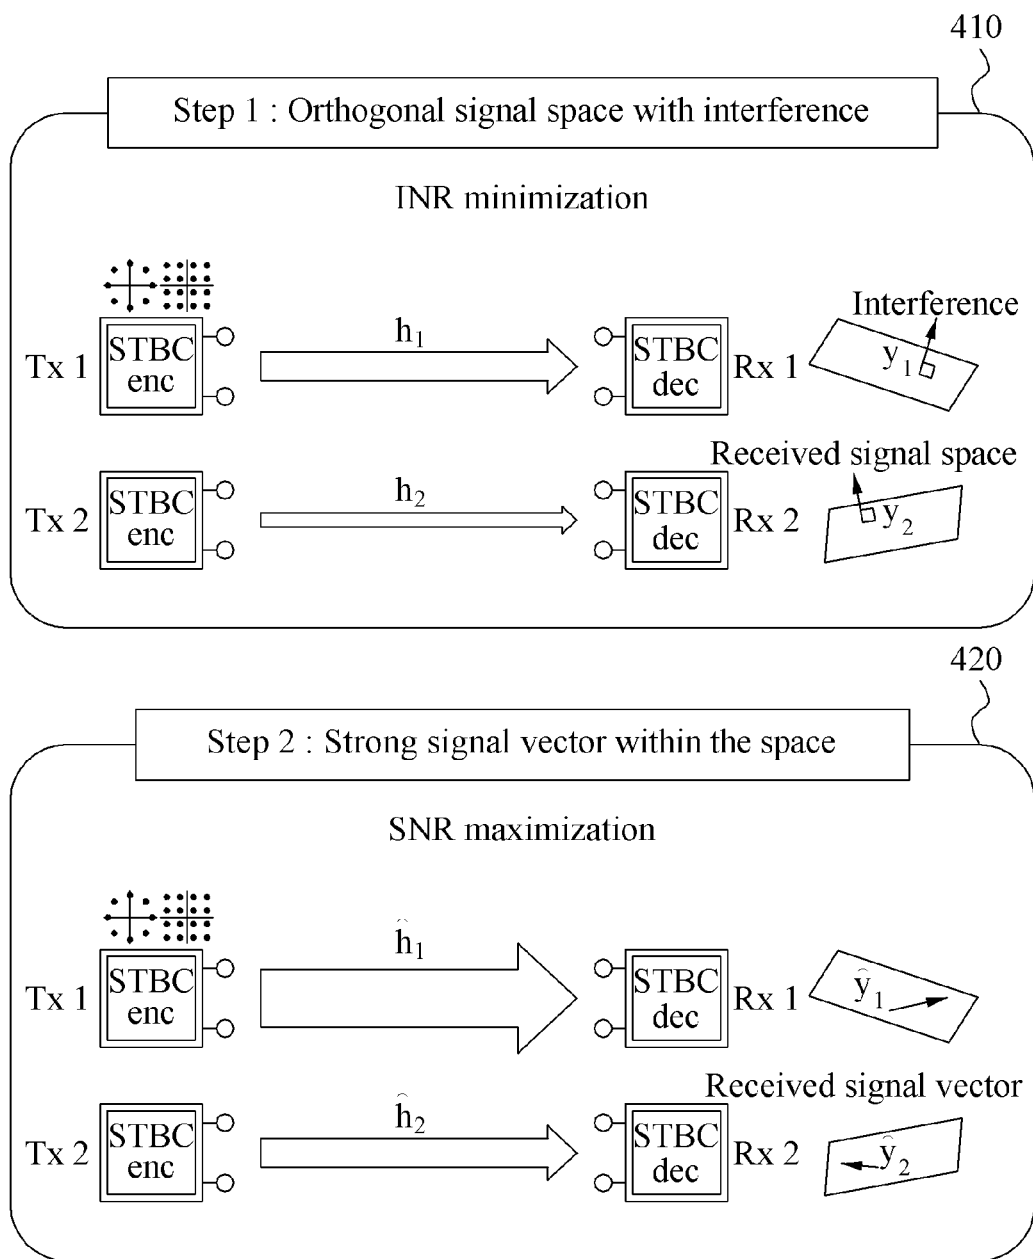 410
Step 1 : Orthogonal signal space with interference
INR minimization
Tx 1
STBC
enc
h1
STBC
dec
Rx 1
Interference
y1
Tx 2
STBC
enc
h2
STBC
dec
Rx 2
Received signal space
y2
420
Step 2 : Strong signal vector within the space
SNR maximization
Tx 1
STBC
enc
ĥ1
STBC
dec
Rx 1
ŷ1
Tx 2
STBC
enc
ĥ2
STBC
dec
Rx 2
Received signal vector
ŷ2